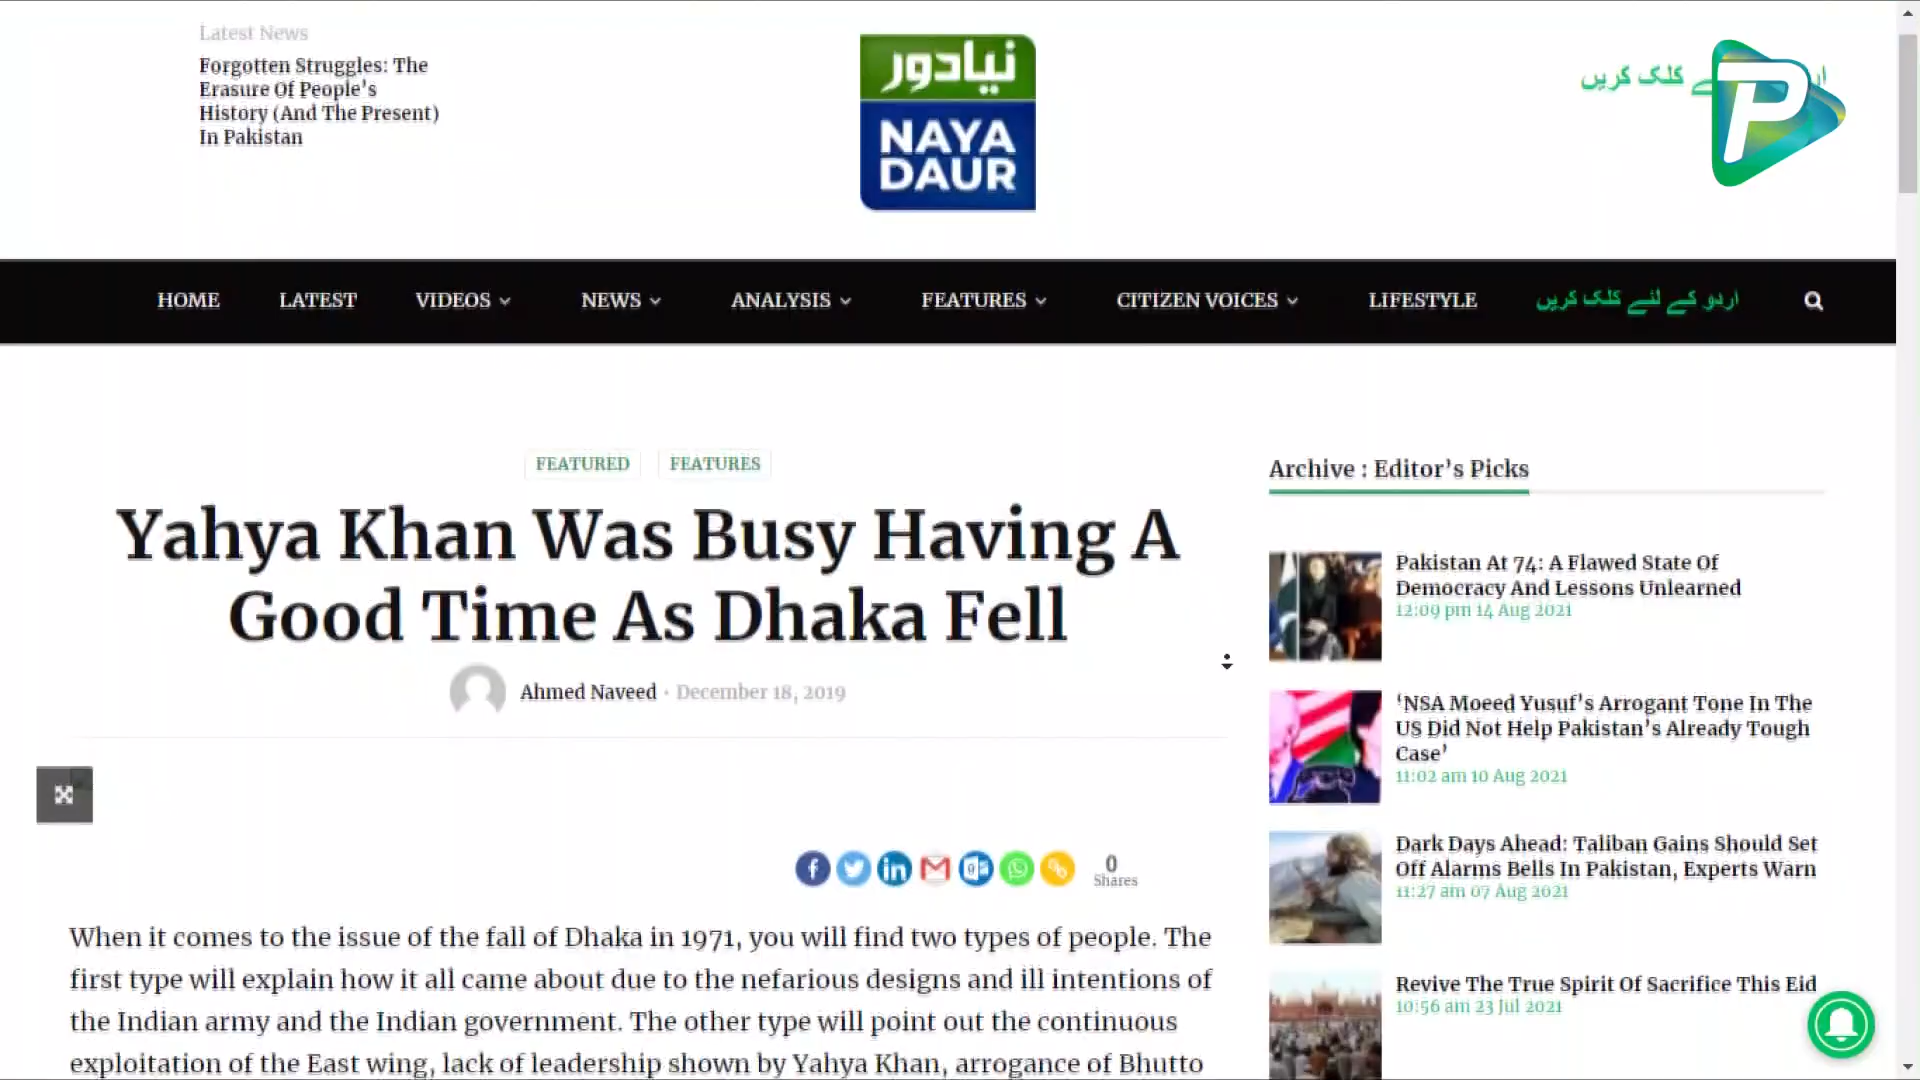 Latest News
Forgotten Struggles: The
Erasure Of People's
History (And The Present)
In Pakistan
نیادور
NAYA
DAUR
کلک کریں
P
HOME LATEST VIDEOS NEWS ANALYSIS FEATURES CITIZEN VOICES LIFESTYLE اردو کے لئے کلک کریں
FEATURED FEATURES
Yahya Khan Was Busy Having A
Good Time As Dhaka Fell
Ahmed Naveed · December 18, 2019
0
Shares
When it comes to the issue of the fall of Dhaka in 1971, you will find two types of people. The
first type will explain how it all came about due to the nefarious designs and ill intentions of
the Indian army and the Indian government. The other type will point out the continuous
exploitation of the East wing, lack of leadership shown by Yahya Khan, arrogance of Bhutto
Archive : Editor's Picks
Pakistan At 74: A Flawed State Of
Democracy And Lessons Unlearned
12:09 pm 14 Aug 2021
‘NSA Moeed Yusuf’s Arrogant Tone In The
US Did Not Help Pakistan’s Already Tough
Case’
11:02 am 10 Aug 2021
Dark Days Ahead: Taliban Gains Should Set
Off Alarms Bells In Pakistan, Experts Warn
11:27 am 07 Aug 2021
Revive The True Spirit Of Sacrifice This Eid
10:56 am 23 Jul 2021